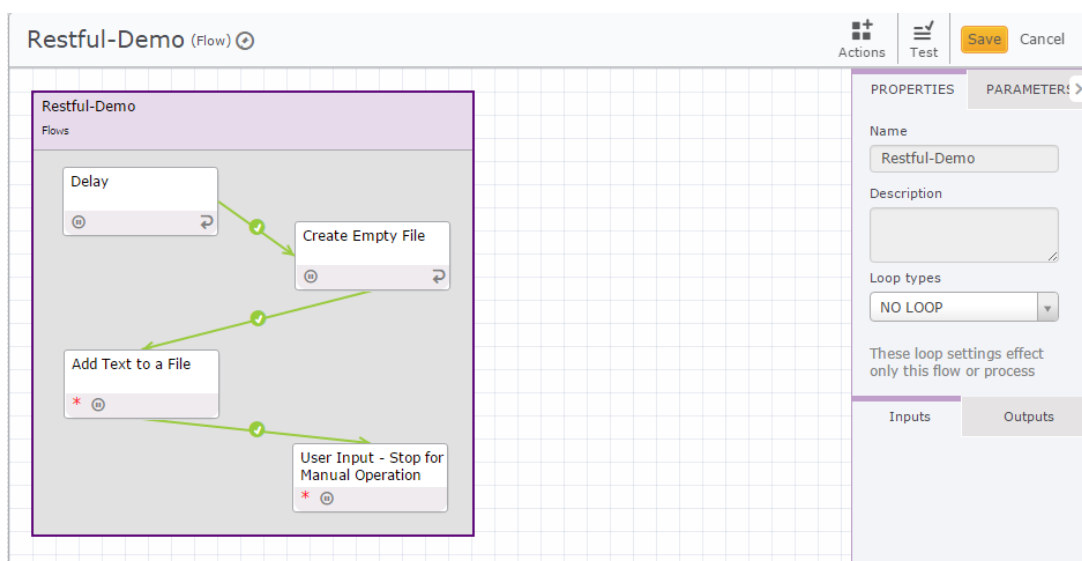 Restful-Demo (Flow)
Actions
Test
Save
Cancel
Restful-Demo
Flows
Delay
Create Empty File
Add Text to a File
*
User Input - Stop for
Manual Operation
*
PROPERTIES
PARAMETERS
Name
Restful-Demo
Description
Loop types
NO LOOP
These loop settings effect
only this flow or process
Inputs
Outputs